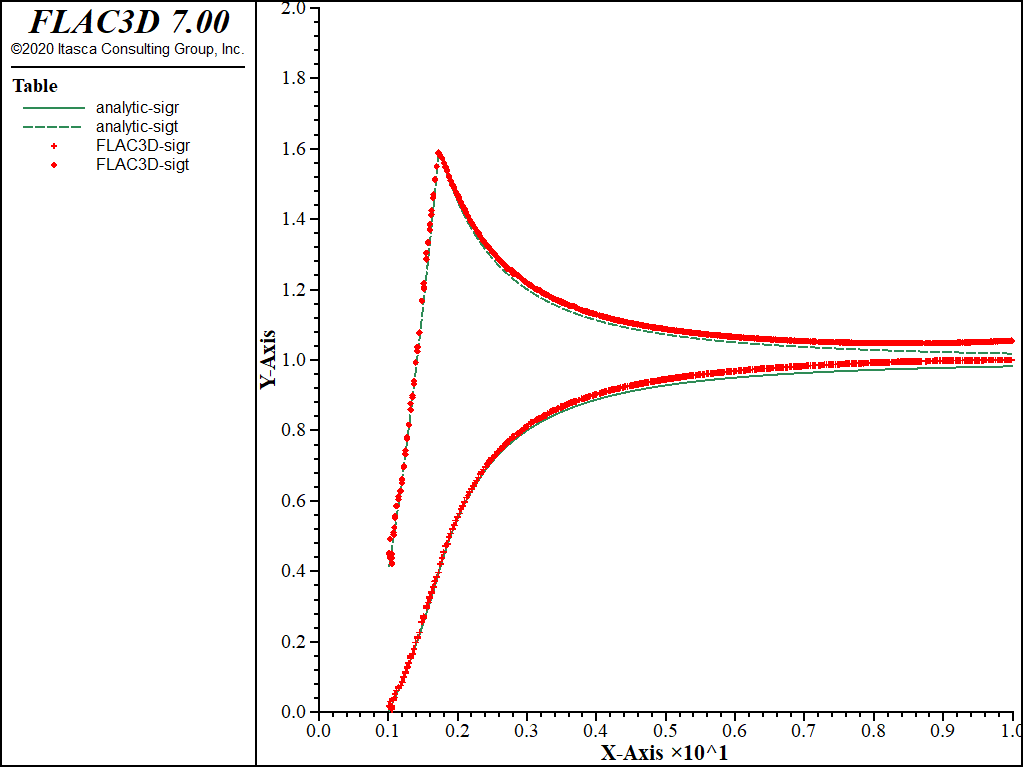 FLAC3D 7.00
©2020 Itasca Consulting Group, Inc.
Table
analytic-sigr
analytic-sigt
FLAC3D-sigr
FLAC3D-sigt
2.0
1.8
1.6
1.4
1.2
1.0
0.8
0.6
0.4
0.2
0.0
Y-Axis
0.0 0.1 0.2 0.3 0.4 0.5 0.6 0.7 0.8 0.9 1.0
X-Axis ×10^1